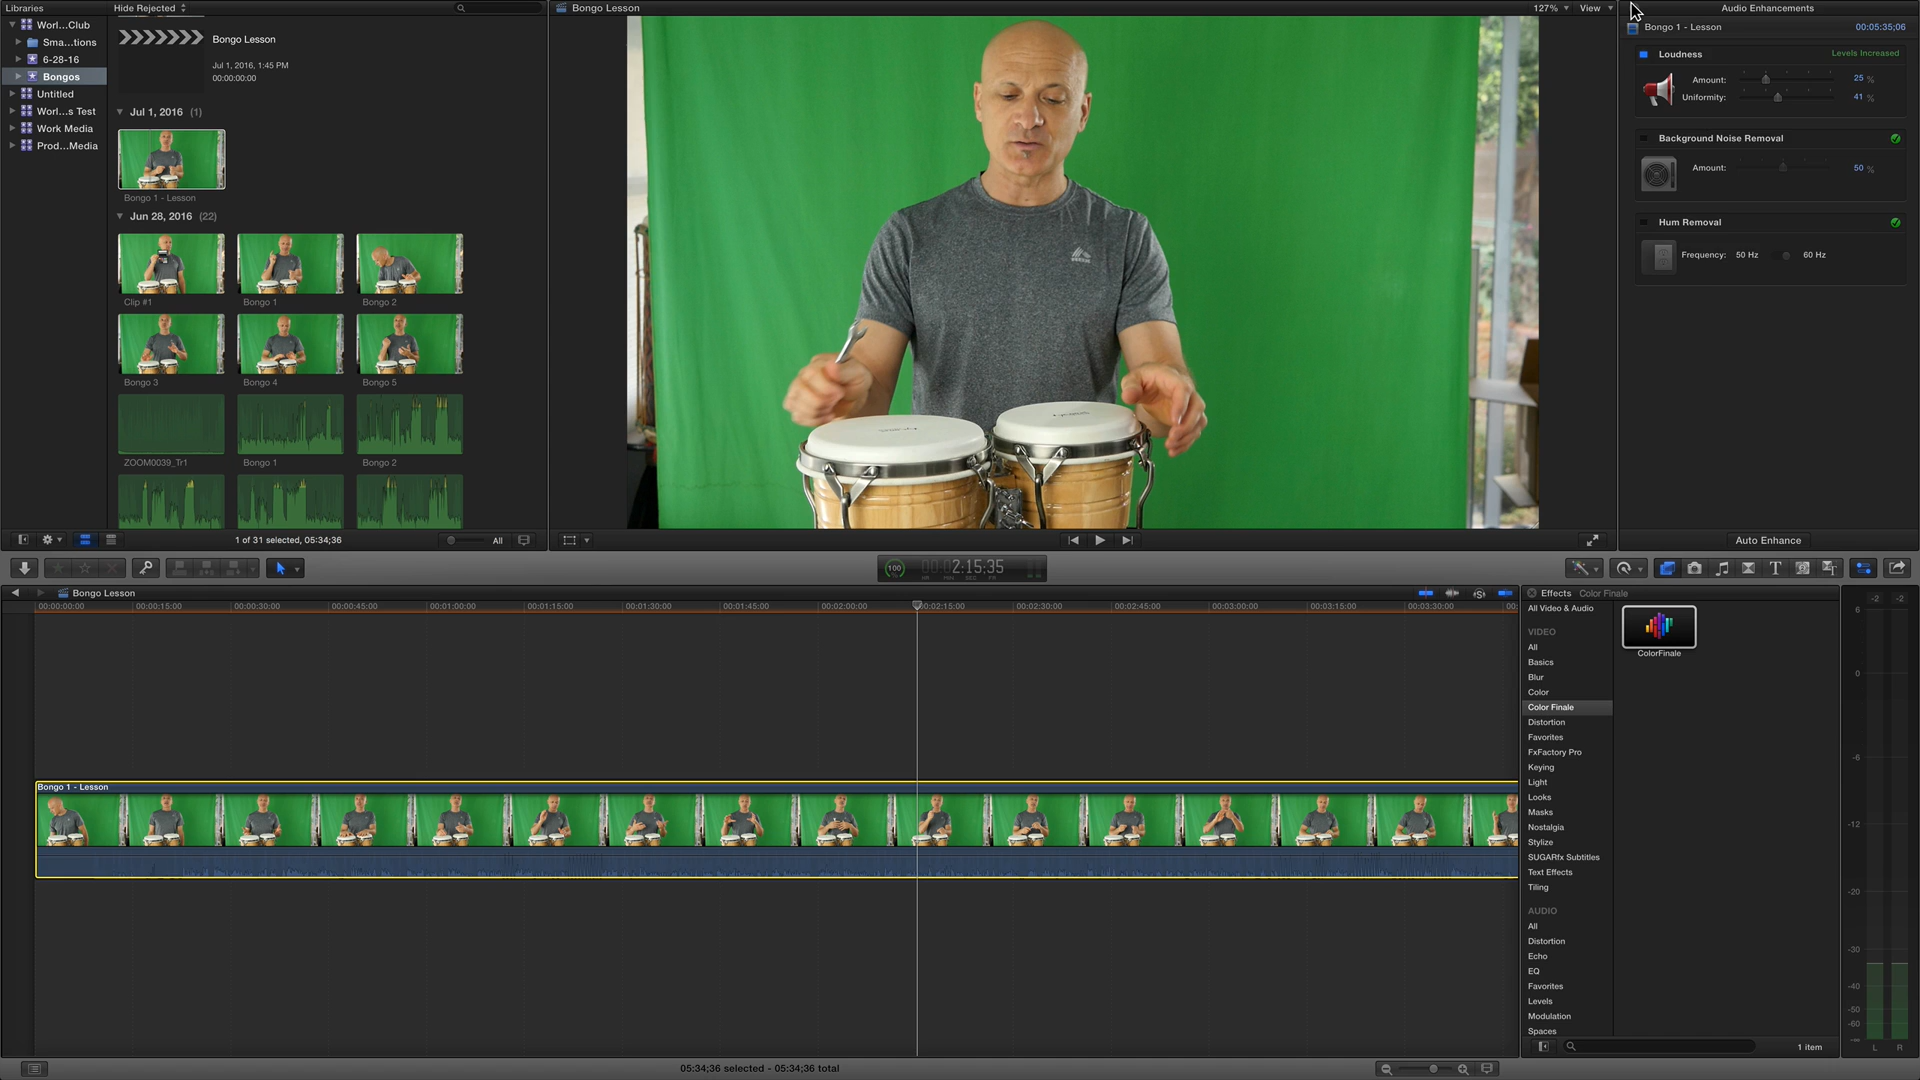 Libraries
Hide Rejected
Bongo Lesson
127%
View
Audio Enhancements
Worl...Club
Sma...tions
6-28-16
Bongos
Untitled
Worl...s Test
Work Media
Prod...Media
Bongo Lesson
Jul 1, 2016, 1:45 PM
00:00:00:00
Jul 1, 2016 (1)
Bongo 1 - Lesson
Jun 28, 2016 (22)
Clip #1 Bongo 1 Bongo 2
Bongo 3 Bongo 4 Bongo 5
ZOOM0039_Tr1 Bongo 1 Bongo 2
1 of 31 selected, 05:34;36
All
Bongo 1 - Lesson 00:05:35;06
Loudness Levels Increased
Amount: 25 %
Uniformity: 41 %
Background Noise Removal
Amount: 50 %
Hum Removal
Frequency: 50 Hz 60 Hz
Auto Enhance
100 00:00:2:15:35
HR MIN SEC FR
Bongo Lesson
00:00:00:00 00:00:15:00 00:00:30:00 00:00:45:00 00:01:00:00 00:01:15:00 00:01:30:00 00:01:45:00 00:02:00:00 00:02:15:00 00:02:30:00 00:02:45:00 00:03:00:00 00:03:15:00 00:03:30:00 00:
Bongo 1 - Lesson
Effects Color Finale
All Video & Audio
VIDEO
All
Basics
Blur
Color
Color Finale
Distortion
Favorites
FxFactory Pro
Keying
Light
Looks
Masks
Nostalgia
Stylize
SUGARfx Subtitles
Text Effects
Tiling
AUDIO
All
Distortion
Echo
EQ
Favorites
Levels
Modulation
Spaces
ColorFinale
1 item
-2 -2
6
0
-6
-12
-20
-30
-40
-50
-60
-∞
L R
05:34;36 selected - 05:34;36 total